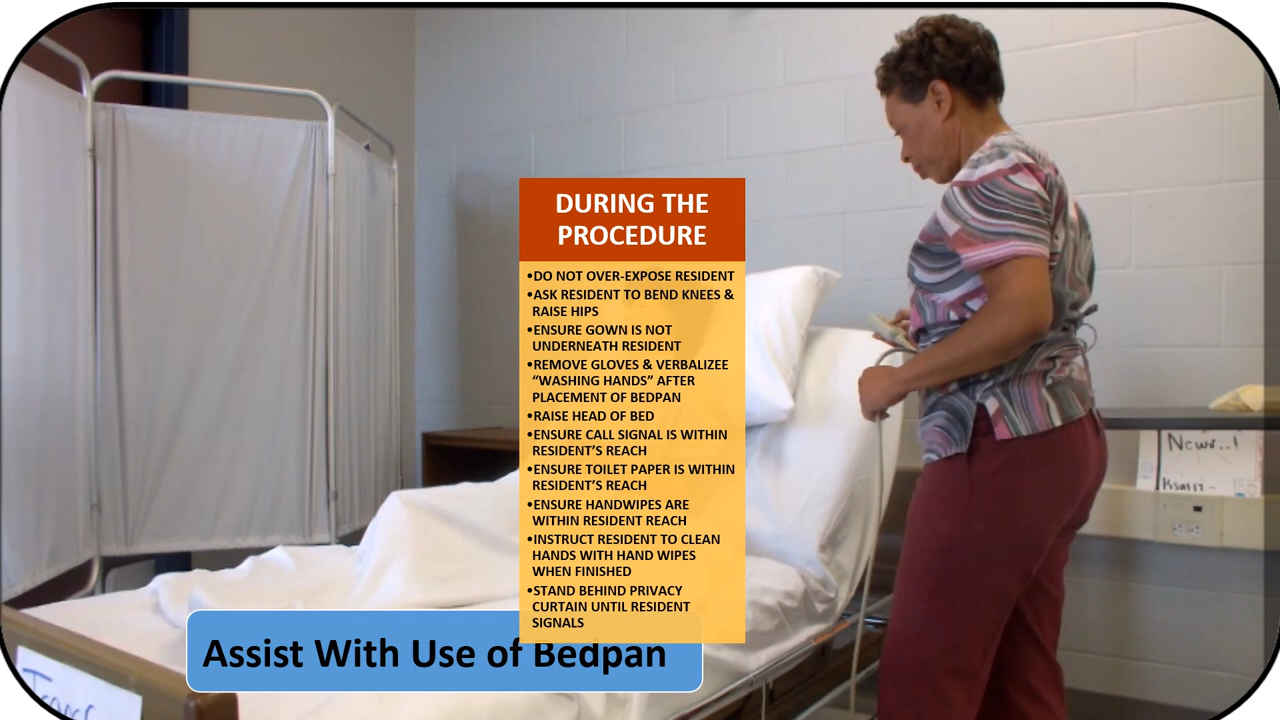 DURING THE
PROCEDURE
•DO NOT OVER-EXPOSE RESIDENT
•ASK RESIDENT TO BEND KNEES &
RAISE HIPS
•ENSURE GOWN IS NOT
UNDERNEATH RESIDENT
•REMOVE GLOVES & VERBALIZEE
“WASHING HANDS” AFTER
PLACEMENT OF BEDPAN
•RAISE HEAD OF BED
•ENSURE CALL SIGNAL IS WITHIN
RESIDENT’S REACH
•ENSURE TOILET PAPER IS WITHIN
RESIDENT’S REACH
•ENSURE HANDWIPES ARE
WITHIN RESIDENT REACH
•INSTRUCT RESIDENT TO CLEAN
HANDS WITH HAND WIPES
WHEN FINISHED
•STAND BEHIND PRIVACY
CURTAIN UNTIL RESIDENT
SIGNALS
Assist With Use of Bedpan